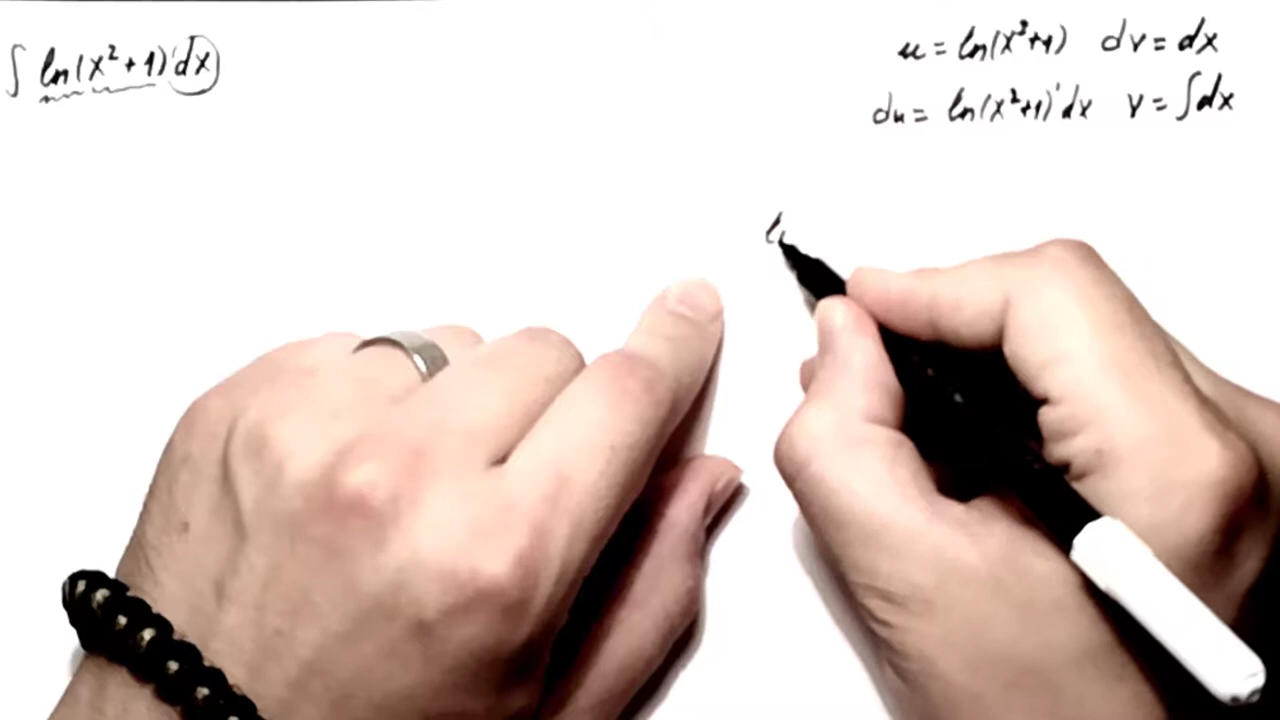 ∫ ln(x²+1) dx
u = ln(x²+1) dv = dx
du = ln(x²+1)' dx v = ∫dx